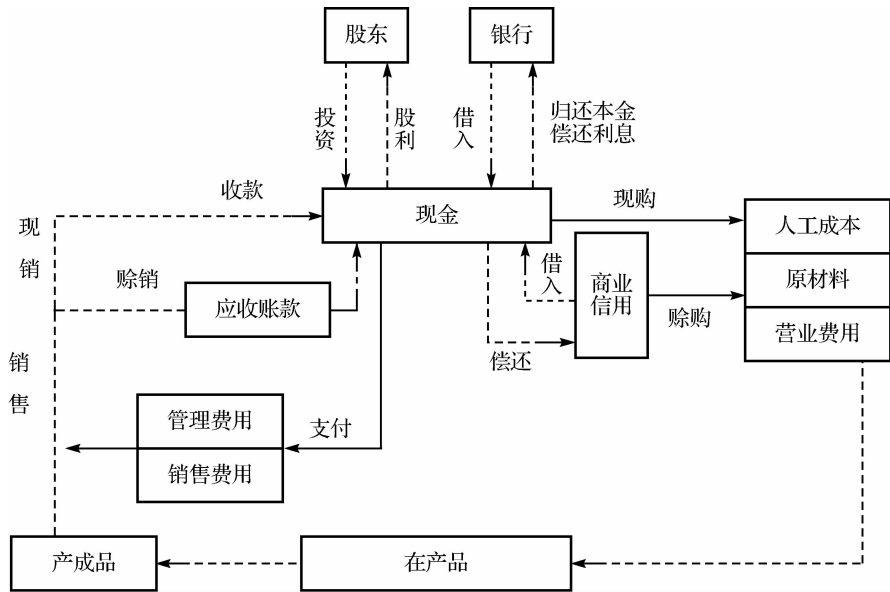 股东
银行
投资
股利
借入
归还本金
偿还利息
收款
现金
现购
现销
赊销
应收账款
借入
商业
信用
赊购
偿还
人工成本
原材料
营业费用
销售
管理费用
销售费用
支付
产成品
在产品